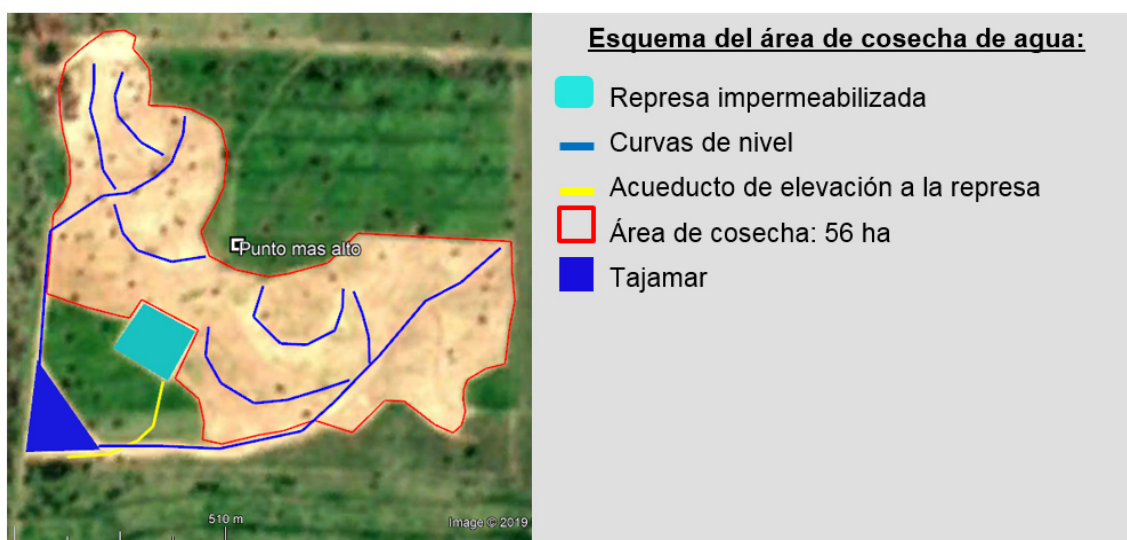 Esquema del área de cosecha de agua:
Represa impermeabilizada
Curvas de nivel
Acueducto de elevación a la represa
Área de cosecha: 56 ha
Tajamar
Punto mas alto
510 m
Image © 2019